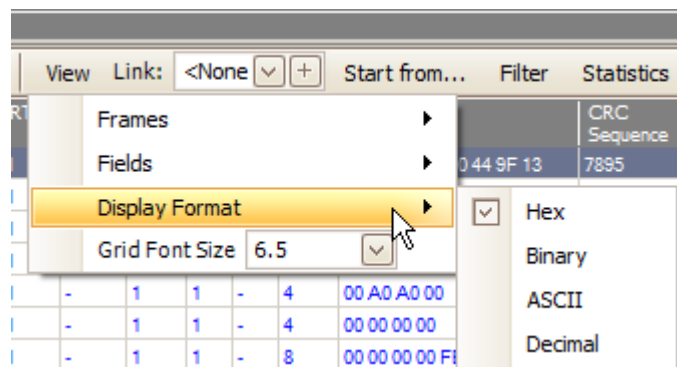 View Link: <None Start from... Filter Statistics
CRC
Sequence
Frames
Fields
0 44 9F 13 7895
Display Format
Hex
Grid Font Size 6.5
Binary
- 1 1 - 4 00 A0 A0 00
ASCII
- 1 1 - 4 00 00 00 00
Decimal
- 1 1 - 8 00 00 00 00